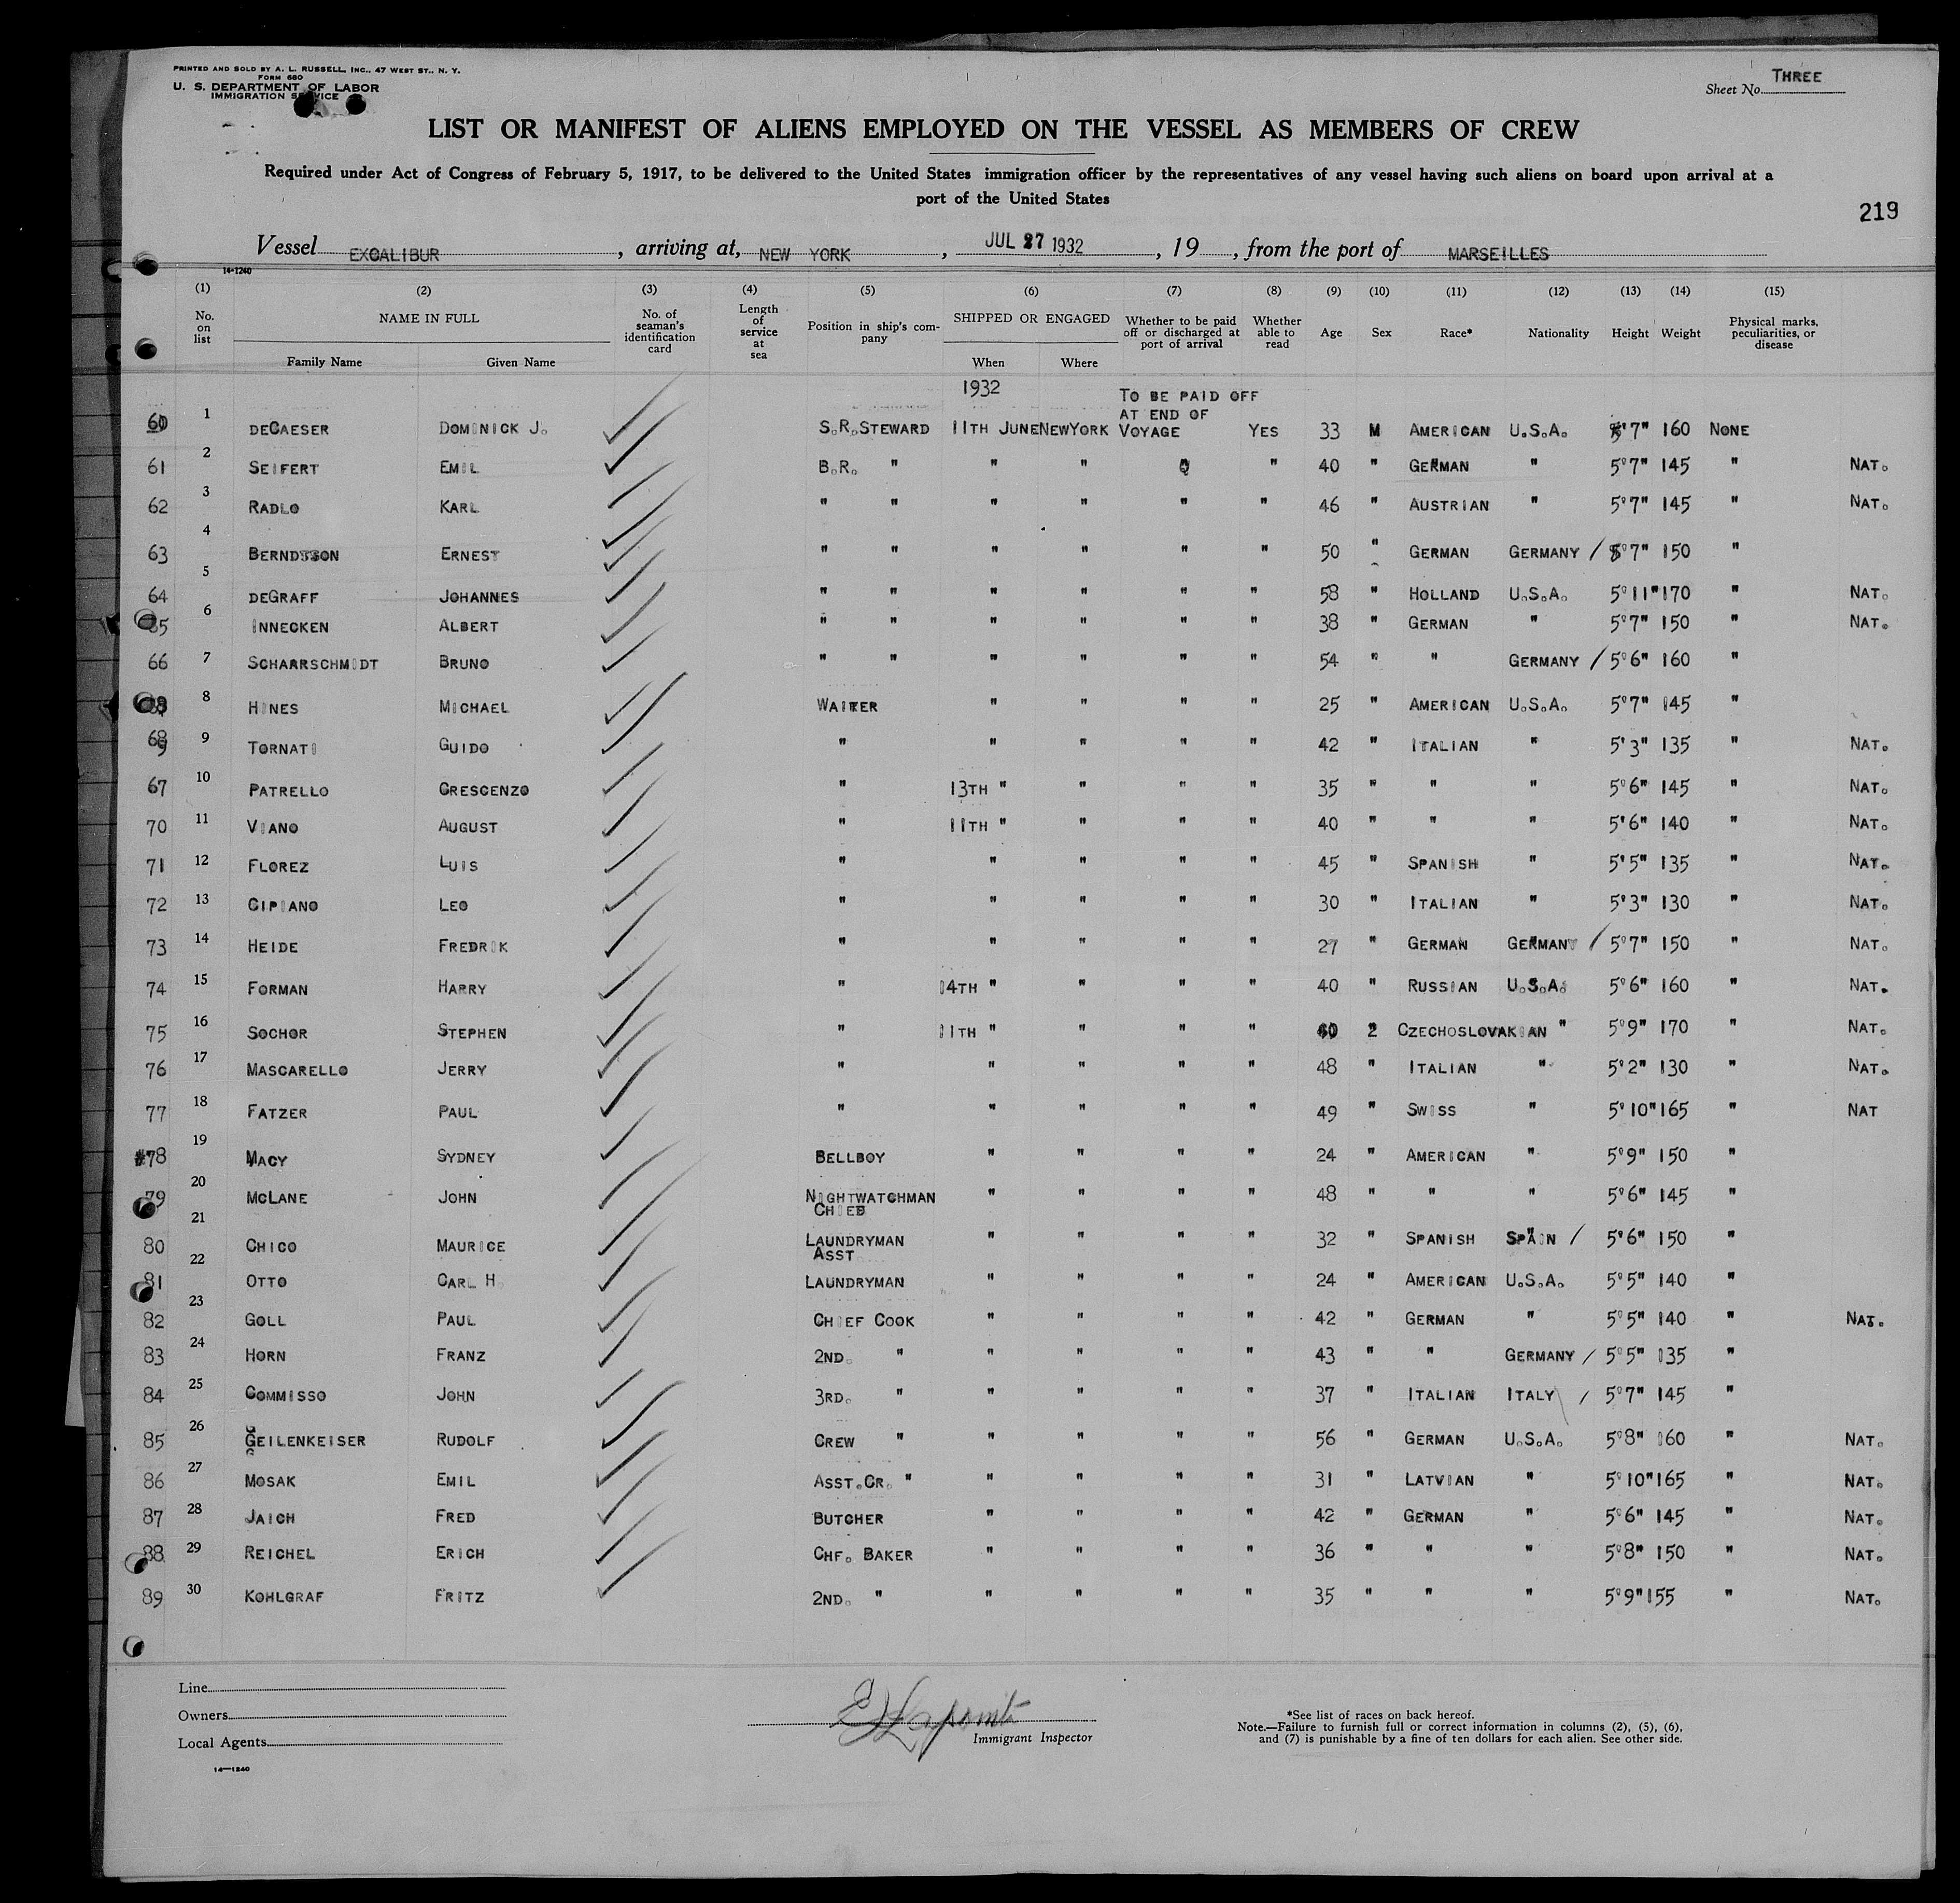 PRINTED AND SOLD BY A. L. RUSSELL, INC., 47 WEST ST., N. Y.
FORM 680
U. S. DEPARTMENT OF LABOR
IMMIGRATION SERVICE
Sheet No. THREE
LIST OR MANIFEST OF ALIENS EMPLOYED ON THE VESSEL AS MEMBERS OF CREW
Required under Act of Congress of February 5, 1917, to be delivered to the United States immigration officer by the representatives of any vessel having such aliens on board upon arrival at a
port of the United States
219
Vessel EXCALIBUR , arriving at, NEW YORK , JUL 27 1932 , 19 , from the port of MARSEILLES
14-1240
(1) (2) (3) (4) (5) (6) (7) (8) (9) (10) (11) (12) (13) (14) (15)
No. on list NAME IN FULL Family Name Given Name No. of seaman's identification card Length of service at sea Position in ship's company SHIPPED OR ENGAGED When Where Whether to be paid off or discharged at port of arrival Whether able to read Age Sex Race* Nationality Height Weight Physical marks, peculiarities, or disease
1932 TO BE PAID OFF
AT END OF
60 1 DECAESER DOMINICK J. S.R.STEWARD 11TH JUNE NEWYORK VOYAGE YES 33 M AMERICAN U.S.A. 5'7" 160 NONE
61 2 SEIFERT EMIL B.R. " " " " 40 " GERMAN " 5'7" 145 " NAT.
62 3 RADLO KARL " " " " " " 46 " AUSTRIAN " 5'7" 145 " NAT.
63 4 BERNDTSSON ERNEST " " " " " " 50 " GERMAN GERMANY / 5'7" 150 "
64 5 DEGRAFF JOHANNES " " " " " " 58 " HOLLAND U.S.A. 5'11" 170 " NAT.
65 6 INNECKEN ALBERT " " " " " " 38 " GERMAN " 5'7" 150 " NAT.
66 7 SCHARRSCHMIDT BRUNO " " " " " " 54 " " GERMANY / 5'6" 160 "
8 HINES MICHAEL WAITER " " " " 25 " AMERICAN U.S.A. 5'7" 145 "
9 TORNATI GUIDO " " " " " 42 " ITALIAN " 5'3" 135 " NAT.
67 10 PATRELLO CRESCENZO " 13TH " " " " 35 " " " 5'6" 145 " NAT.
70 11 VIANO AUGUST " 11TH " " " " 40 " " " 5'6" 140 " NAT.
71 12 FLOREZ LUIS " " " " " 45 " SPANISH " 5'5" 135 " NAT.
72 13 CIPIANO LEO " " " " " 30 " ITALIAN " 5'3" 130 " NAT.
73 14 HEIDE FREDRIK " " " " " 27 " GERMAN GERMANY / 5'7" 150 " NAT.
74 15 FORMAN HARRY " 14TH " " " " 40 " RUSSIAN U.S.A. 5'6" 160 " NAT.
75 16 SOCHOR STEPHEN " 11TH " " " " 2 CZECHOSLOVAKIAN " 5'9" 170 " NAT.
76 17 MASCARELLO JERRY " " " " " 48 " ITALIAN " 5'2" 130 " NAT.
77 18 FATZER PAUL " " " " " 49 " SWISS " 5'10" 165 " NAT
#78 19 MACY SYDNEY BELLBOY " " " " 24 " AMERICAN " 5'9" 150 "
79 20 MCLANE JOHN NIGHTWATCHMAN " " " " 48 " " " 5'6" 145 "
CHIEF
80 21 CHICO MAURICE LAUNDRYMAN " " " " 32 " SPANISH SPAIN / 5'6" 150 "
ASST
81 22 OTTO CARL H. LAUNDRYMAN " " " " 24 " AMERICAN U.S.A. 5'5" 140 "
82 23 GOLL PAUL CHIEF COOK " " " " 42 " GERMAN " 5'5" 140 " NAT.
83 24 HORN FRANZ 2ND. " " " " " 43 " " GERMANY / 5'5" 135 "
84 25 COMMISSO JOHN 3RD. " " " " " 37 " ITALIAN ITALY / 5'7" 145 "
85 26 GEILENKEISER RUDOLF CREW " " " " " 56 " GERMAN U.S.A. 5'8" 160 " NAT.
86 27 MOSAK EMIL ASST.CR. " " " " " 31 " LATVIAN " 5'10" 165 " NAT.
87 28 JAICH FRED BUTCHER " " " " 42 " GERMAN " 5'6" 145 " NAT.
88 29 REICHEL ERICH CHF. BAKER " " " " 36 " " " 5'8" 150 " NAT.
89 30 KOHLGRAF FRITZ 2ND. " " " " " 35 " " " 5'9" 155 " NAT.
Line
Owners
Local Agents
14-1240
Immigrant Inspector
*See list of races on back hereof.
Note.—Failure to furnish full or correct information in columns (2), (5), (6),
and (7) is punishable by a fine of ten dollars for each alien. See other side.